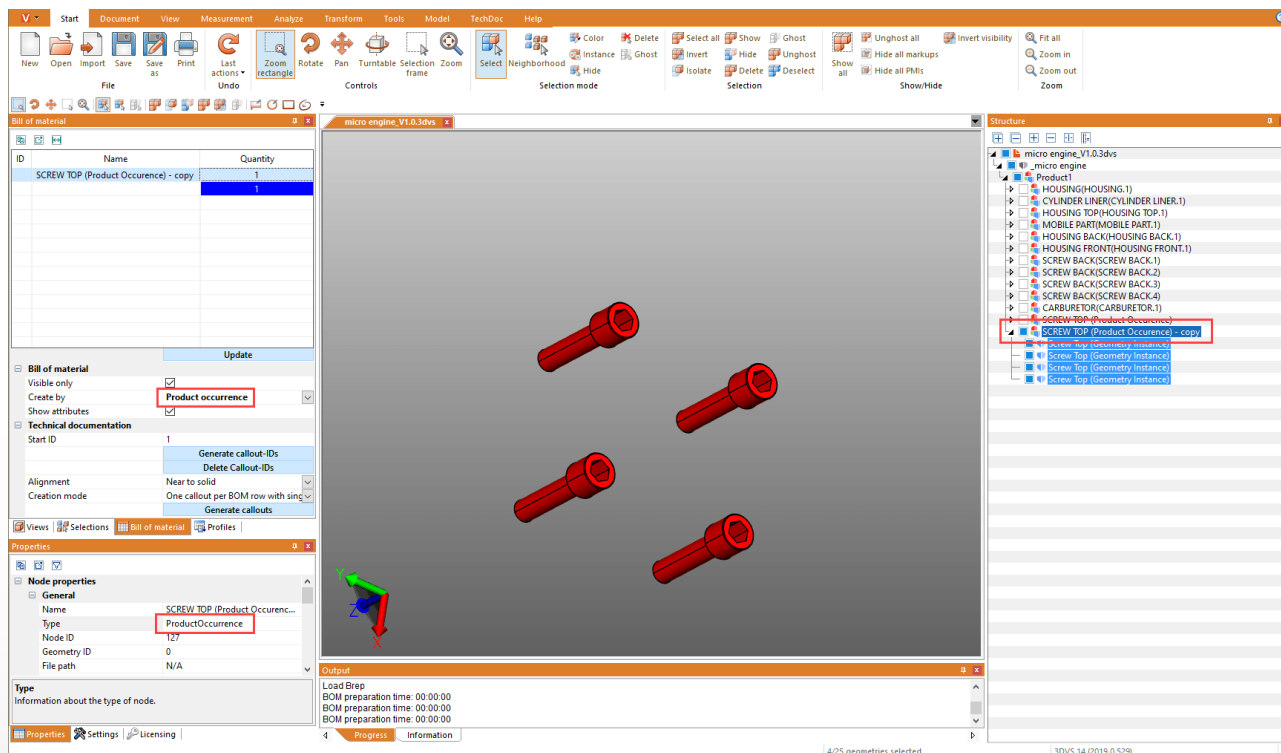 V Start Document View Measurement Analyze Transform Tools Model TechDoc Help
New Open Import Save Save as Print
File
Last actions
Undo
Zoom rectangle Rotate Pan Turntable Selection frame Zoom
Controls
Select Neighborhood
Color Delete
Instance Ghost
Hide
Selection mode
Select all Show Ghost
Invert Hide Unghost
Isolate Delete Deselect
Selection
Show all
Unghost all Invert visibility
Hide all markups
Hide all PMIs
Show/Hide
Fit all
Zoom in
Zoom out
Zoom
Bill of material
ID Name Quantity
SCREW TOP (Product Occurence) - copy 1
1
Update
Bill of material
Visible only
Create by Product occurrence
Show attributes
Technical documentation
Start ID 1
Generate callout-IDs
Delete Callout-IDs
Alignment Near to solid
Creation mode One callout per BOM row with sing
Generate callouts
Views Selections Bill of material Profiles
Properties
Node properties
General
Name SCREW TOP (Product Occurenc...
Type ProductOccurrence
Node ID 127
Geometry ID 0
File path N/A
Type
Information about the type of node.
Properties Settings Licensing
micro engine_V1.0.3dvs
Y
Z
X
Output
Load Brep
BOM preparation time: 00:00:00
BOM preparation time: 00:00:00
BOM preparation time: 00:00:00
Progress Information
Structure
micro engine_V1.0.3dvs
_micro engine
Product1
HOUSING(HOUSING.1)
CYLINDER LINER(CYLINDER LINER.1)
HOUSING TOP(HOUSING TOP.1)
MOBILE PART(MOBILE PART.1)
HOUSING BACK(HOUSING BACK.1)
HOUSING FRONT(HOUSING FRONT.1)
SCREW BACK(SCREW BACK.1)
SCREW BACK(SCREW BACK.2)
SCREW BACK(SCREW BACK.3)
SCREW BACK(SCREW BACK.4)
CARBURETOR(CARBURETOR.1)
SCREW TOP (Product Occurence)
SCREW TOP (Product Occurence) - copy
Screw Top (Geometry Instance)
Screw Top (Geometry Instance)
Screw Top (Geometry Instance)
Screw Top (Geometry Instance)
4/25 geometries selected 3DVS 14 (2019.0.529)